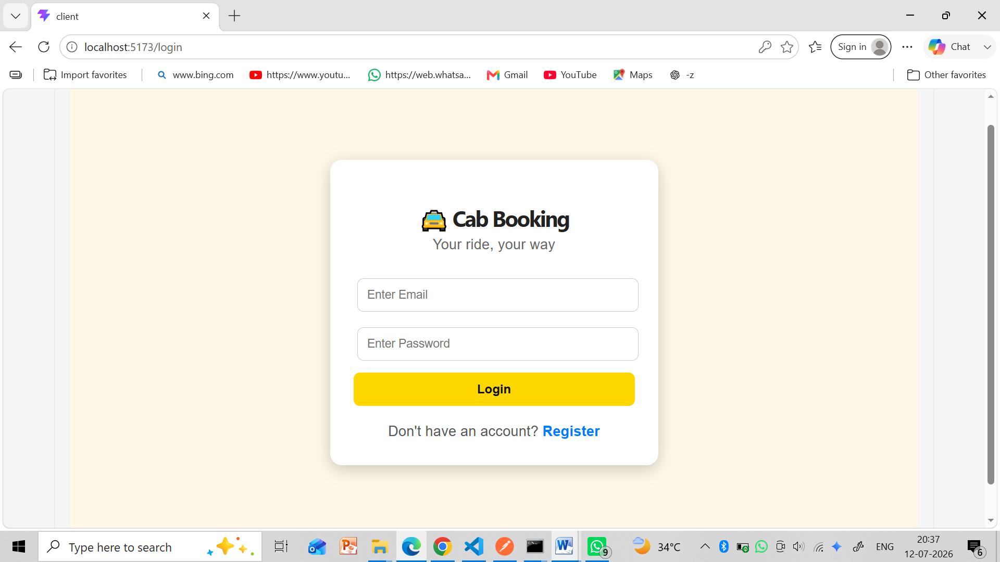 client
localhost:5173/login
Sign in
Chat
Import favorites
www.bing.com
https://www.youtu...
https://web.whatsa...
Gmail
YouTube
Maps
-z
Other favorites
Cab Booking
Your ride, your way
Enter Email
Enter Password
Login
Don't have an account? Register
Type here to search
9
34°C
ENG
20:37
12-07-2026
6